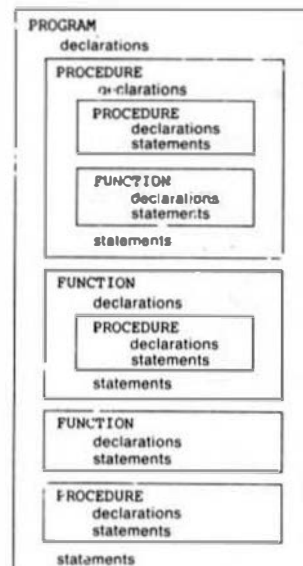 PROGRAM
declarations
PROCEDURE
declarations
PROCEDURE
declarations
statements
FUNCTION
declarations
statements
statements
FUNCTION
declarations
PROCEDURE
declarations
statements
statements
FUNCTION
declarations
statements
PROCEDURE
declarations
statements
statements